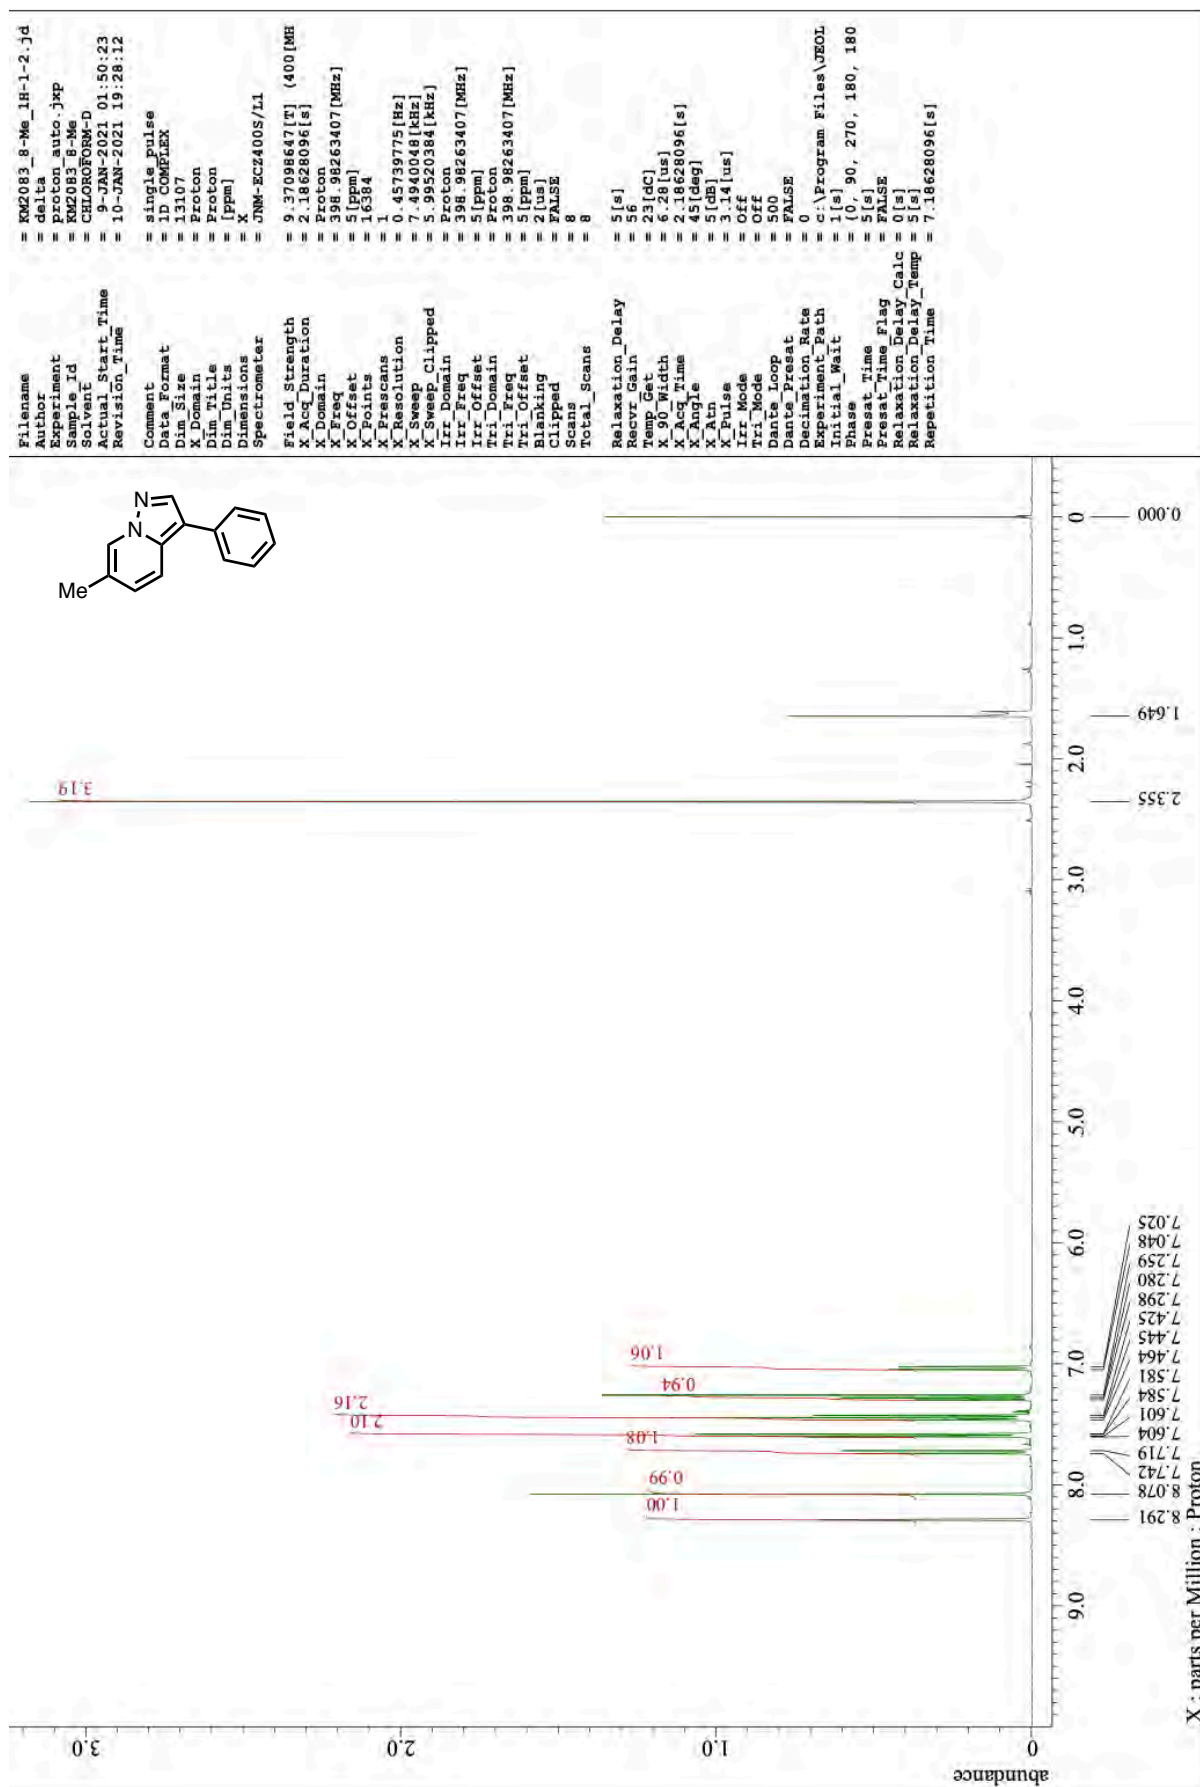 Filename = KM2083_8-Me_1H-1-2.jd
Author = delta
Experiment = proton_auto.jxp
Sample_Id = KM2083_8-Me
Solvent = CHLOROFORM-D
Actual_Start_Time = 9-JAN-2021 01:50:23
Revision_Time = 10-JAN-2021 19:28:12
Comment = single_pulse
Data_Format = 1D COMPLEX
Dim_Size = 13107
X_Domain = Proton
Dim_Title = Proton
Dim_Units = [ppm]
Dimensions = X
Spectrometer = JNM-ECZ400S/L1
Field_Strength = 9.37098647[T] (400[MH
X_Acq_Duration = 2.18628096[s]
X_Domain = Proton
X_Freq = 398.98263407[MHz]
X_Offset = 5[ppm]
X_Points = 16384
X_Prescans = 1
X_Resolution = 0.45739775[Hz]
X_Sweep = 7.4940048[kHz]
X_Sweep_Clipped = 5.99520384[kHz]
Irr_Domain = Proton
Irr_Freq = 398.98263407[MHz]
Irr_Offset = 5[ppm]
Tri_Domain = Proton
Tri_Freq = 398.98263407[MHz]
Tri_Offset = 5[ppm]
Blanking = 2[us]
Clipped = FALSE
Scans = 8
Total_Scans = 8
Relaxation_Delay = 5[s]
Recvr_Gain = 56
Temp_Get = 23[dC]
X_90_Width = 6.28[us]
X_Acq_Time = 2.18628096[s]
X_Angle = 45[deg]
X_Atn = 5[dB]
X_Pulse = 3.14[us]
Irr_Mode = Off
Tri_Mode = Off
Dante_Loop = 500
Dante_Presat = FALSE
Decimation_Rate = 0
Experiment_Path = c:\Program Files\JEOL
Initial_Wait = 1[s]
Phase = {0, 90, 270, 180, 180
Presat_Time = 5[s]
Presat_Time_Flag = FALSE
Relaxation_Delay_Calc = 0[s]
Relaxation_Delay_Temp = 5[s]
Repetition_Time = 7.18628096[s]
N
N
Me
abundance
0 1.0 2.0 3.0
1.00
0.99
1.08
2.10
2.16
0.94
1.06
3.19
9.0 8.0 7.0 6.0 5.0 4.0 3.0 2.0 1.0 0
8.291
8.078
7.742
7.719
7.604
7.601
7.584
7.581
7.464
7.445
7.425
7.298
7.280
7.259
7.048
7.025
2.355
1.649
0.000
X : parts per Million : Proton